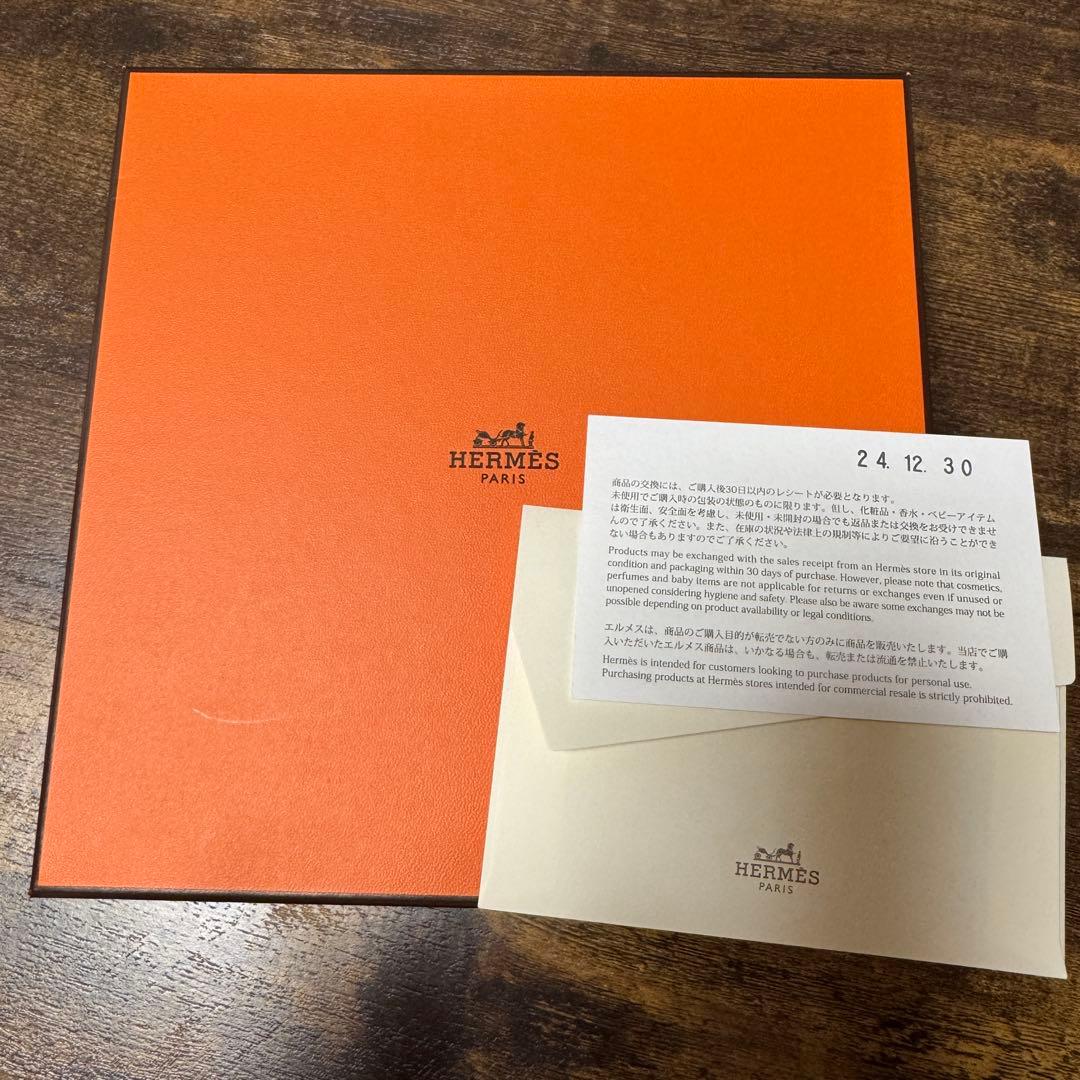 HERMÈS
PARIS
24. 12. 30
商品の交換には、ご購入後30日以内のレシートが必要となります。
未使用でご購入時の包装の状態のものに限ります。但し、化粧品・香水・ベビーアイテム
は衛生面、安全面を考慮し、未使用・未開封の場合でも返品または交換をお受けできませ
んので了承ください。また、在庫の状況や法律上の規制等によりご要望に沿うことができ
ない場合もありますのでご了承ください。
Products may be exchanged with the sales receipt from an Hermès store in its original
condition and packaging within 30 days of purchase. However, please note that cosmetics,
perfumes and baby items are not applicable for returns or exchanges even if unused or
unopened considering hygiene and safety. Please also be aware some exchanges may not be
possible depending on product availability or legal conditions.
エルメスは、商品のご購入目的が転売でない方のみに商品を販売いたします。当店でご購
入いただいたエルメス商品は、いかなる場合も、転売または流通を禁止いたします。
Hermès is intended for customers looking to purchase products for personal use.
Purchasing products at Hermès stores intended for commercial resale is strictly prohibited.
HERMÈS
PARIS